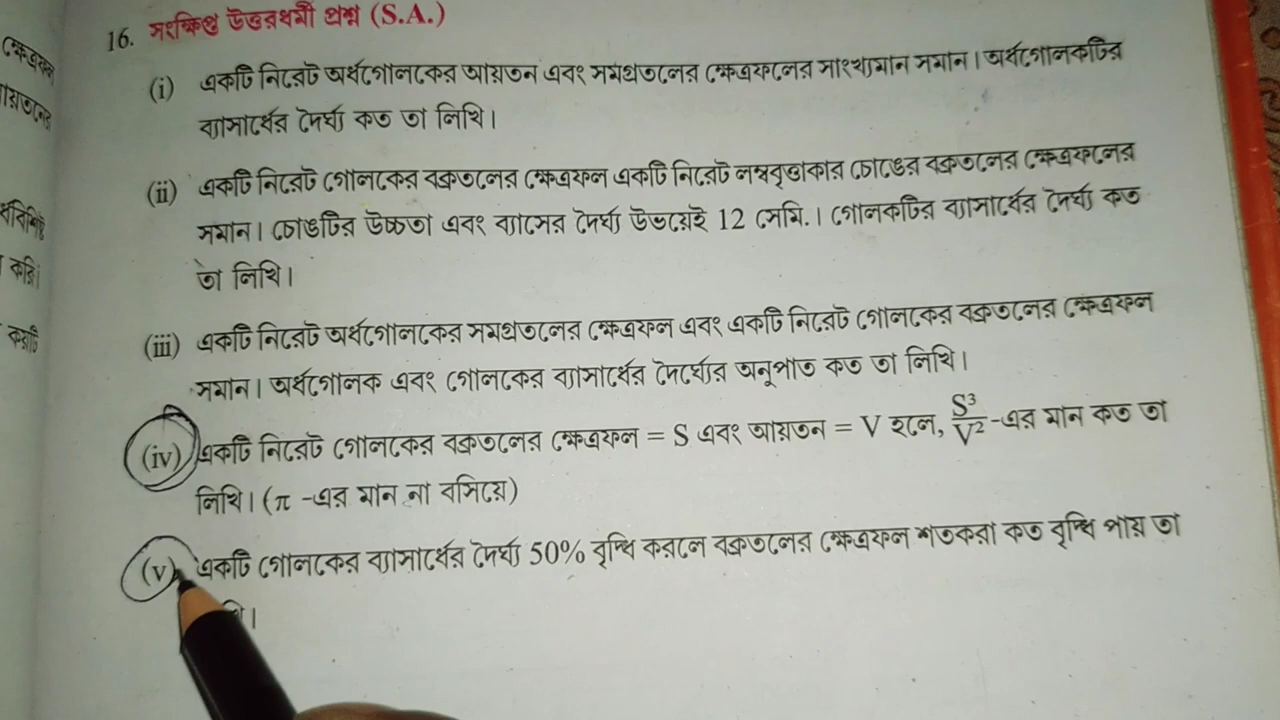 ক্ষেত্রফল
16. সংক্ষিপ্ত উত্তরধর্মী প্রশ্ন (S.A.)
(i) একটি নিরেট অর্ধগোলকের আয়তন এবং সমগ্রতলের ক্ষেত্রফলের সাংখ্যমান সমান। অর্ধগোলকটির
ব্যাসার্ধের দৈর্ঘ্য কত তা লিখি।
(ii) একটি নিরেট গোলকের বক্রতলের ক্ষেত্রফল একটি নিরেট লম্ববৃত্তাকার চোঙের বক্রতলের ক্ষেত্রফলের
সমান। চোঙটির উচ্চতা এবং ব্যাসের দৈর্ঘ্য উভয়েই 12 সেমি.। গোলকটির ব্যাসার্ধের দৈর্ঘ্য কত
তা লিখি।
করি।
(iii) একটি নিরেট অর্ধগোলকের সমগ্রতলের ক্ষেত্রফল এবং একটি নিরেট গোলকের বক্রতলের ক্ষেত্রফল
সমান। অর্ধগোলক এবং গোলকের ব্যাসার্ধের দৈর্ঘ্যের অনুপাত কত তা লিখি।
(iv) একটি নিরেট গোলকের বক্রতলের ক্ষেত্রফল = S এবং আয়তন = V হলে, S³/V²-এর মান কত তা
লিখি। (π -এর মান না বসিয়ে)
(v) একটি গোলকের ব্যাসার্ধের দৈর্ঘ্য 50% বৃদ্ধি করলে বক্রতলের ক্ষেত্রফল শতকরা কত বৃদ্ধি পায় তা